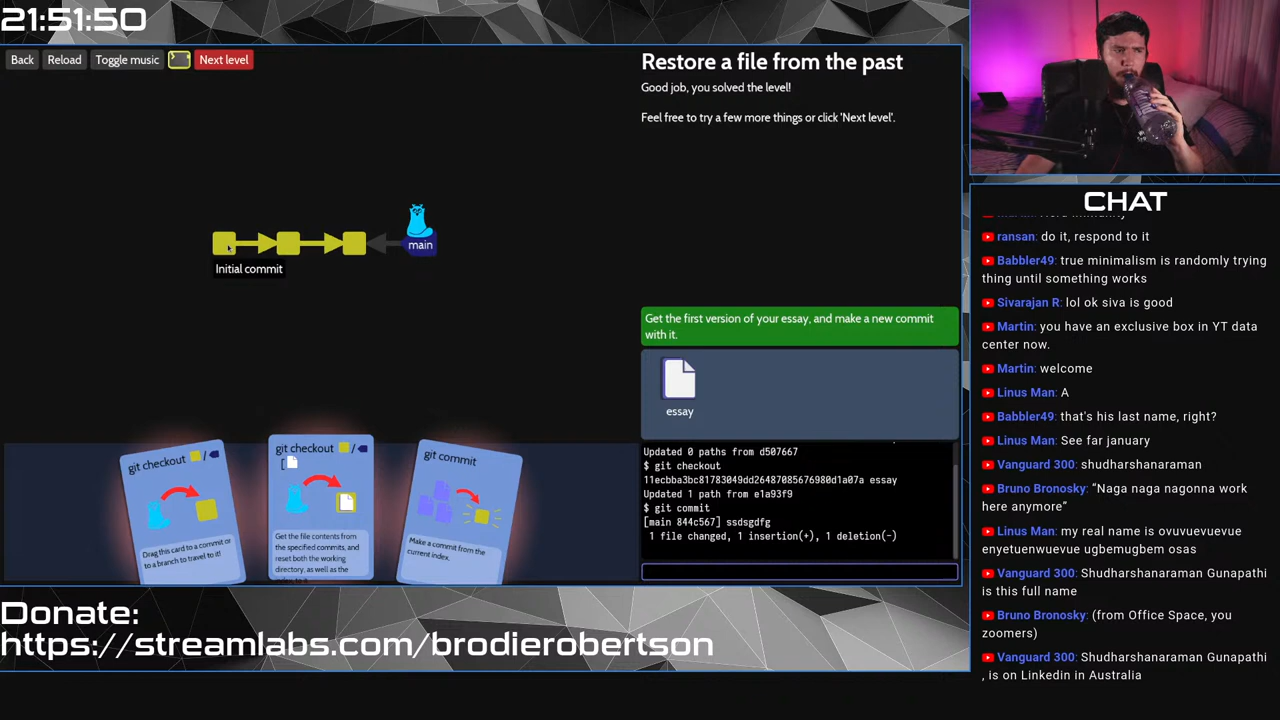 21:51:50
Back
Reload
Toggle music
Next level
Restore a file from the past
Good job, you solved the level!
Feel free to try a few more things or click 'Next level'.
main
Initial commit
Get the first version of your essay, and make a new commit
with it.
essay
git checkout /
Drag this card to a commit or
to a branch to travel to it!
git checkout /
[
Get the file contents from
the specified commits, and
reset both the working
directory, as well as the
git commit
Make a commit from the
current index.
Updated 0 paths from d507667
$ git checkout
11ecbba3bc81783049dd26487085676980d1a07a essay
Updated 1 path from e1a93f9
$ git commit
[main 844c567] ssdsgdfg
1 file changed, 1 insertion(+), 1 deletion(-)
Donate:
https://streamlabs.com/brodierobertson
CHAT
ransan: do it, respond to it
Babbler49: true minimalism is randomly trying
thing until something works
Sivarajan R: lol ok siva is good
Martin: you have an exclusive box in YT data
center now.
Martin: welcome
Linus Man: A
Babbler49: that's his last name, right?
Linus Man: See far january
Vanguard 300: shudharshanaraman
Bruno Bronosky: “Naga naga nagonna work
here anymore”
Linus Man: my real name is ovuvuevuevue
enyetuenwuevue ugbemugbem osas
Vanguard 300: Shudharshanaraman Gunapathi
is this full name
Bruno Bronosky: (from Office Space, you
zoomers)
Vanguard 300: Shudharshanaraman Gunapathi
, is on Linkedin in Australia